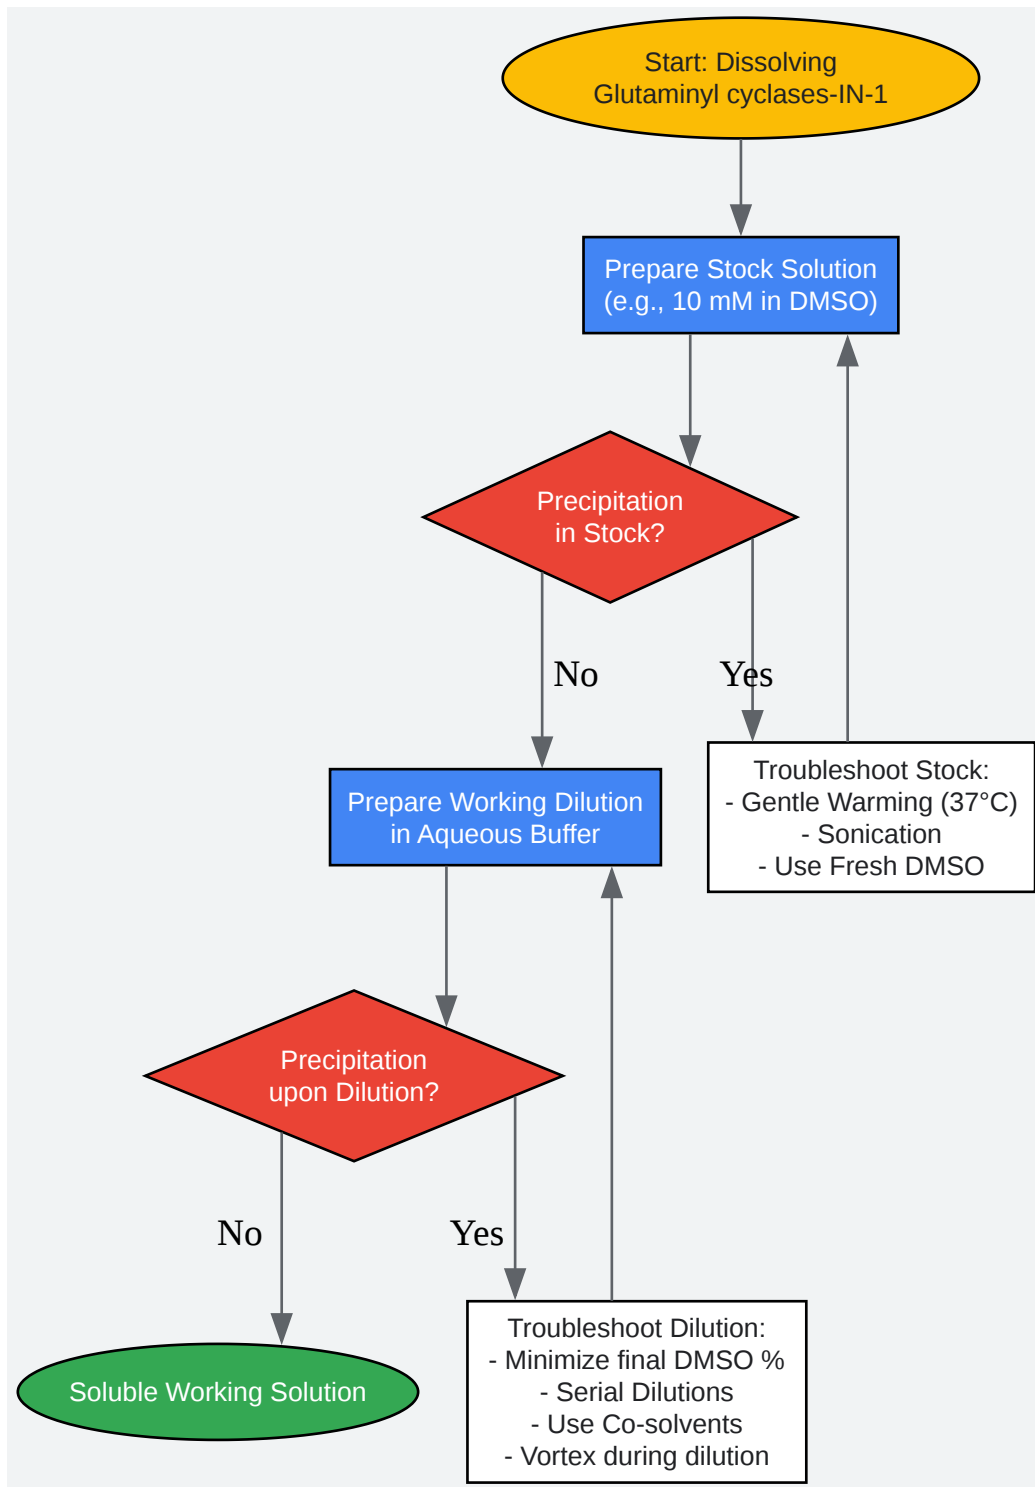 Start: Dissolving
Glutaminyl cyclases-IN-1
Prepare Stock Solution
(e.g., 10 mM in DMSO)
Precipitation
in Stock?
No
Yes
Troubleshoot Stock:
- Gentle Warming (37°C)
- Sonication
- Use Fresh DMSO
Prepare Working Dilution
in Aqueous Buffer
Precipitation
upon Dilution?
No
Yes
Troubleshoot Dilution:
- Minimize final DMSO %
- Serial Dilutions
- Use Co-solvents
- Vortex during dilution
Soluble Working Solution